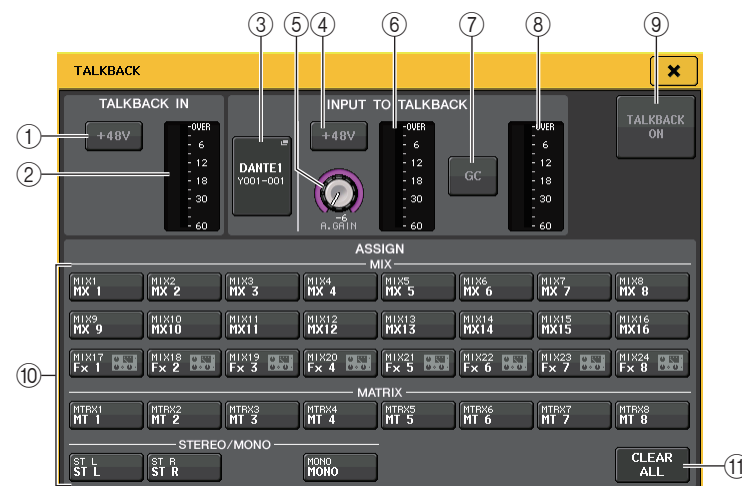 ③ ⑤ ④ ⑥ ⑦ ⑧ ⑨
TALKBACK
TALKBACK IN
INPUT TO TALKBACK
TALKBACK ON
① +48V
②
OVER
6
12
18
30
60
DANTE1
Y001-001
+48V
-6
A.GAIN
OVER
6
12
18
30
60
GC
OVER
6
12
18
30
60
ASSIGN
MIX
MIX1 MIX2 MIX3 MIX4 MIX5 MIX6 MIX7 MIX8
MX 1 MX 2 MX 3 MX 4 MX 5 MX 6 MX 7 MX 8
MIX9 MIX10 MIX11 MIX12 MIX13 MIX14 MIX15 MIX16
MX 9 MX10 MX11 MX12 MX13 MX14 MX15 MX16
MIX17 MIX18 MIX19 MIX20 MIX21 MIX22 MIX23 MIX24
Fx 1 Fx 2 Fx 3 Fx 4 Fx 5 Fx 6 Fx 7 Fx 8
⑩
MATRIX
MTRX1 MTRX2 MTRX3 MTRX4 MTRX5 MTRX6 MTRX7 MTRX8
MT 1 MT 2 MT 3 MT 4 MT 5 MT 6 MT 7 MT 8
STEREO/MONO
ST L ST R MONO
ST L ST R MONO
CLEAR ALL
⑪